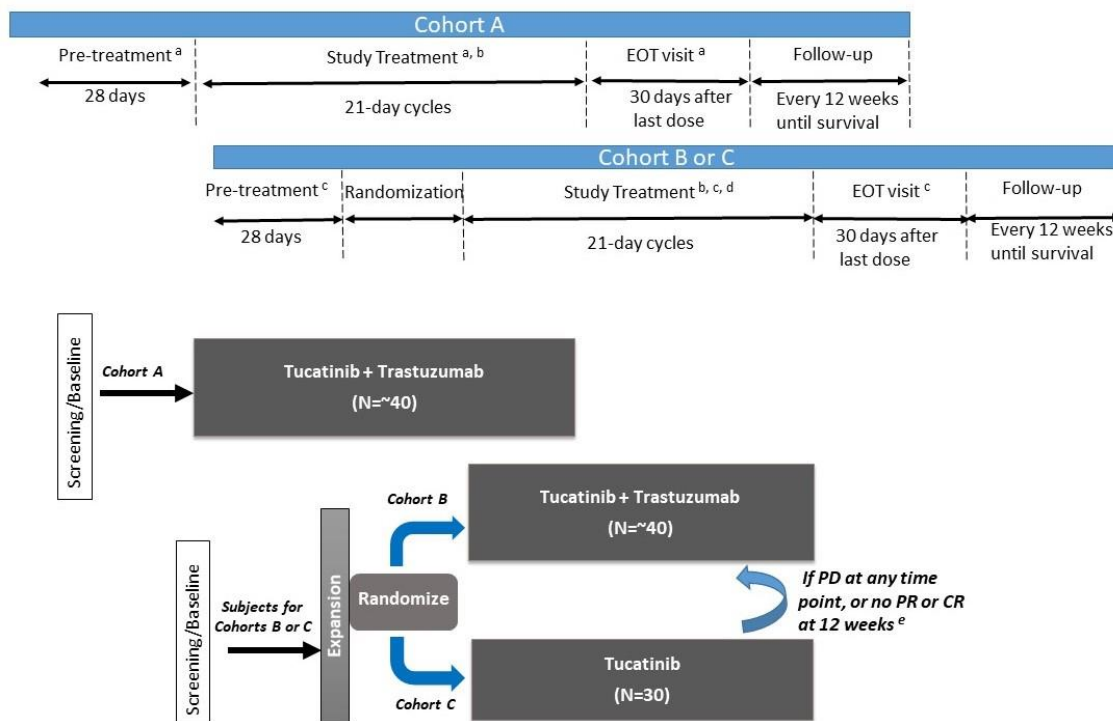 Cohort A
Pre-treatment a
Study Treatment a, b
EOT visit a
Follow-up
28 days
21-day cycles
30 days after
last dose
Every 12 weeks
until survival
Cohort B or C
Pre-treatment c
Randomization
Study Treatment b, c, d
EOT visit c
Follow-up
28 days
21-day cycles
30 days after
last dose
Every 12 weeks
until survival
Screening/Baseline
Cohort A
Tucatinib + Trastuzumab
(N=~40)
Screening/Baseline
Subjects for
Cohorts B or C
Expansion
Randomize
Cohort B
Tucatinib + Trastuzumab
(N=~40)
If PD at any time
point, or no PR or CR
at 12 weeks e
Cohort C
Tucatinib
(N=30)